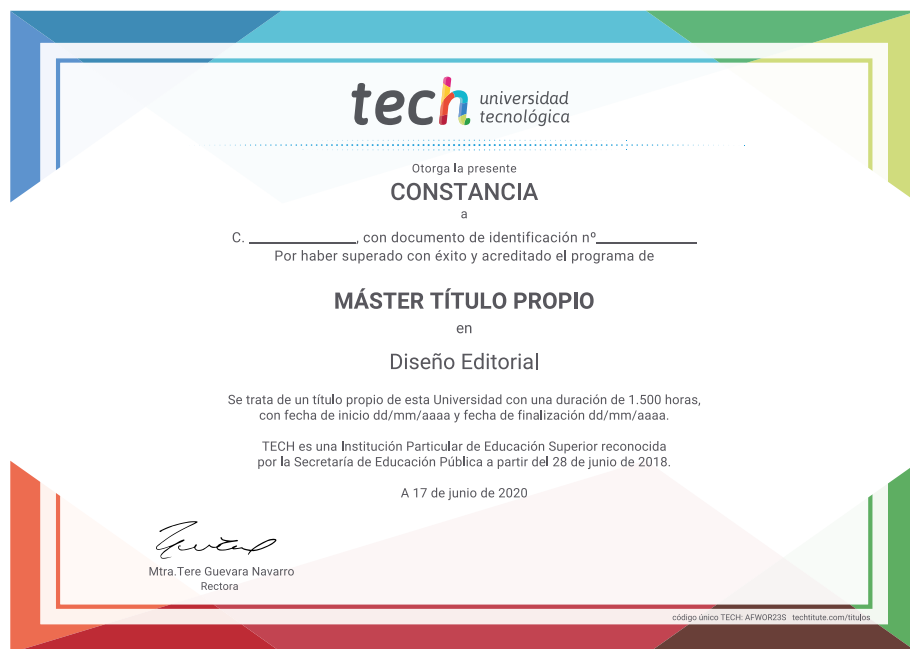 tech universidad
tecnológica
Otorga la presente
CONSTANCIA
a
C. ____________, con documento de identificación nº____________
Por haber superado con éxito y acreditado el programa de
MÁSTER TÍTULO PROPIO
en
Diseño Editorial
Se trata de un título propio de esta Universidad con una duración de 1.500 horas,
con fecha de inicio dd/mm/aaaa y fecha de finalización dd/mm/aaaa.
TECH es una Institución Particular de Educación Superior reconocida
por la Secretaría de Educación Pública a partir del 28 de junio de 2018.
A 17 de junio de 2020
Mtra.Tere Guevara Navarro
Rectora
código único TECH: AFWOR23S techtitute.com/titulos